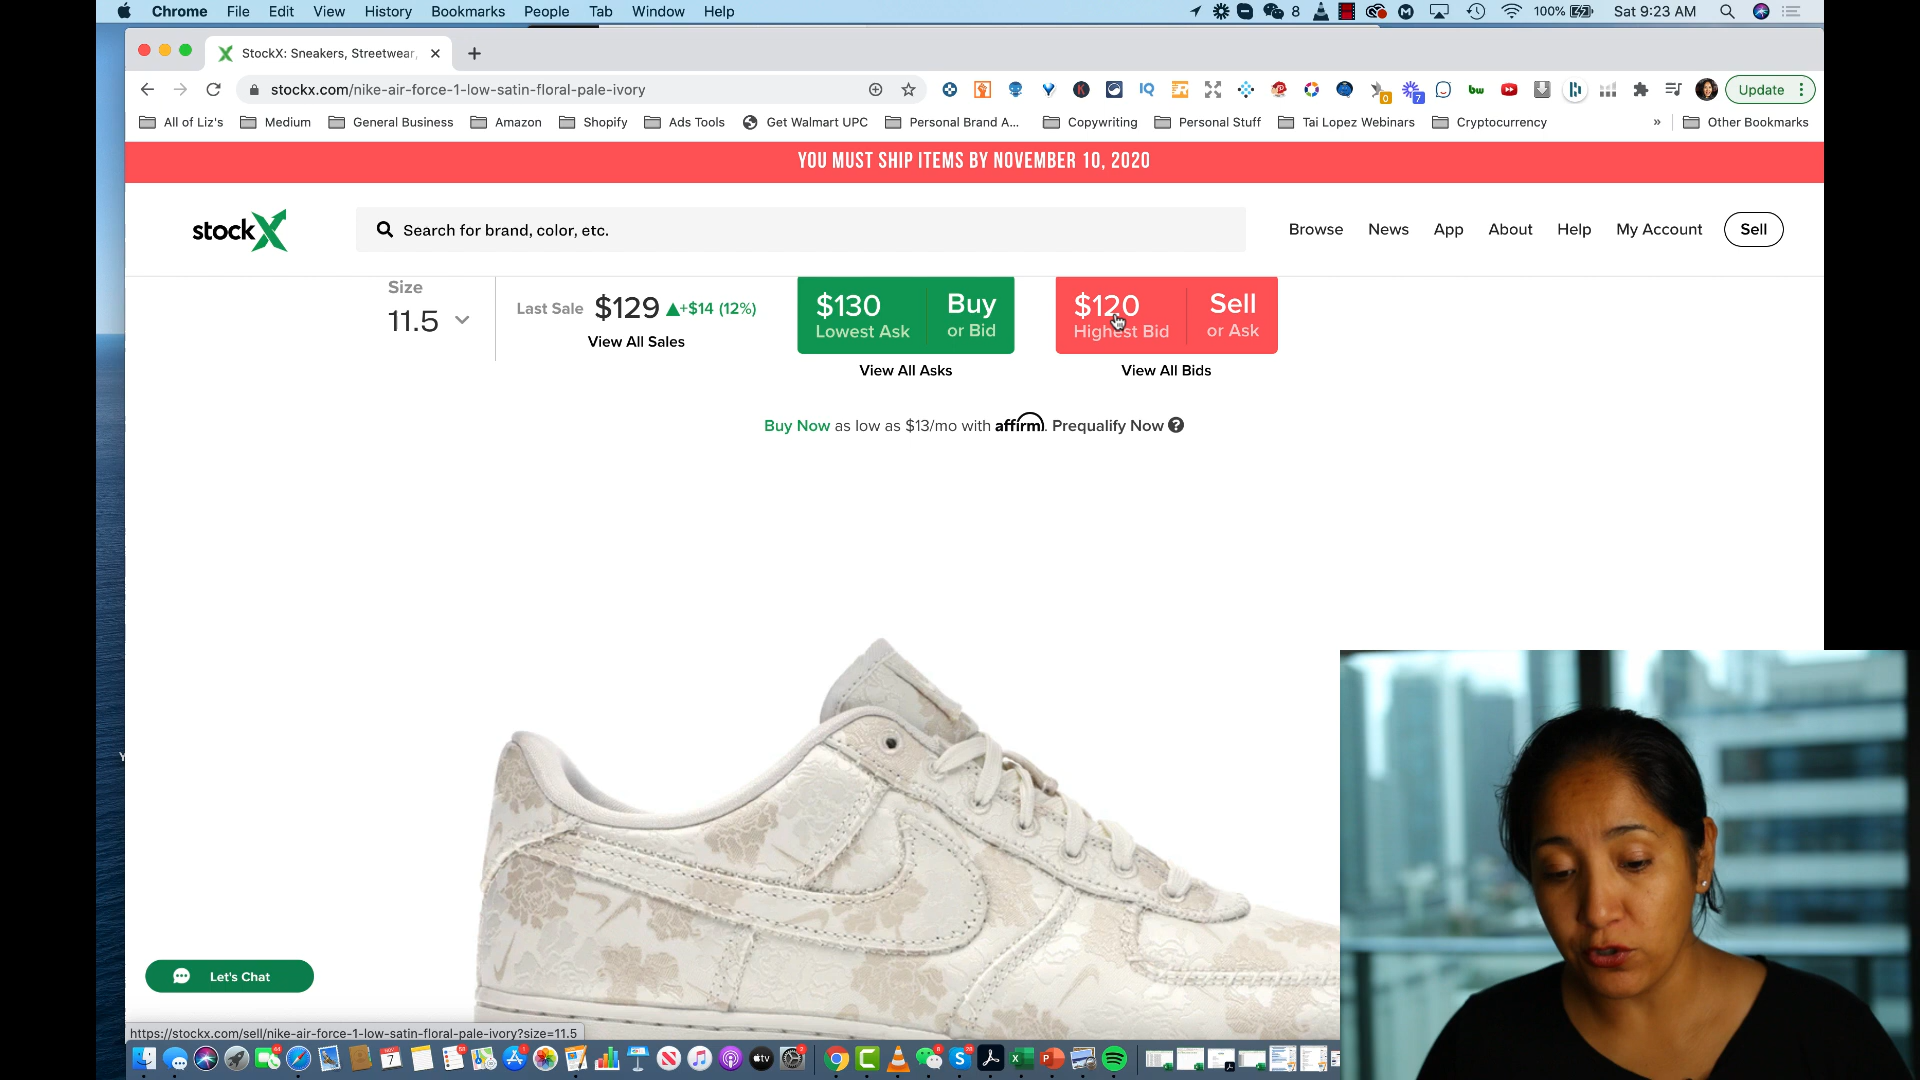 Chrome File Edit View History Bookmarks People Tab Window Help 8 100% Sat 9:23 AM
StockX: Sneakers, Streetwear,
stockx.com/nike-air-force-1-low-satin-floral-pale-ivory IQ bw 0 7 Update
All of Liz's Medium General Business Amazon Shopify Ads Tools Get Walmart UPC Personal Brand A... Copywriting Personal Stuff Tai Lopez Webinars Cryptocurrency » Other Bookmarks
YOU MUST SHIP ITEMS BY NOVEMBER 10, 2020
stockX Search for brand, color, etc. Browse News App About Help My Account Sell
Size
11.5
Last Sale $129 +$14 (12%)
View All Sales
$130 Buy
Lowest Ask or Bid
View All Asks
$120 Sell
Highest Bid or Ask
View All Bids
Buy Now as low as $13/mo with affirm. Prequalify Now ?
Let's Chat
https://stockx.com/sell/nike-air-force-1-low-satin-floral-pale-ivory?size=11.5